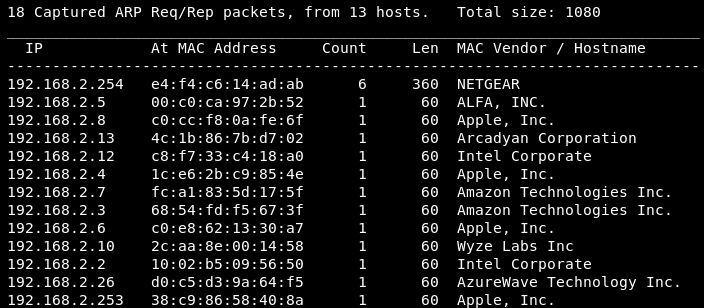 18 Captured ARP Req/Rep packets, from 13 hosts.   Total size: 1080
_____________________________________________________________________________
  IP            At MAC Address     Count     Len  MAC Vendor / Hostname
-----------------------------------------------------------------------------
192.168.2.254   e4:f4:c6:14:ad:ab      6     360  NETGEAR
192.168.2.5     00:c0:ca:97:2b:52      1      60  ALFA, INC.
192.168.2.8     c0:cc:f8:0a:fe:6f      1      60  Apple, Inc.
192.168.2.13    4c:1b:86:7b:d7:02      1      60  Arcadyan Corporation
192.168.2.12    c8:f7:33:c4:18:a0      1      60  Intel Corporate
192.168.2.4     1c:e6:2b:c9:85:4e      1      60  Apple, Inc.
192.168.2.7     fc:a1:83:5d:17:5f      1      60  Amazon Technologies Inc.
192.168.2.3     68:54:fd:f5:67:3f      1      60  Amazon Technologies Inc.
192.168.2.6     c0:e8:62:13:30:a7      1      60  Apple, Inc.
192.168.2.10    2c:aa:8e:00:14:58      1      60  Wyze Labs Inc
192.168.2.2     10:02:b5:09:56:50      1      60  Intel Corporate
192.168.2.26    d0:c5:d3:9a:64:f5      1      60  AzureWave Technology Inc.
192.168.2.253   38:c9:86:58:40:8a      1      60  Apple, Inc.